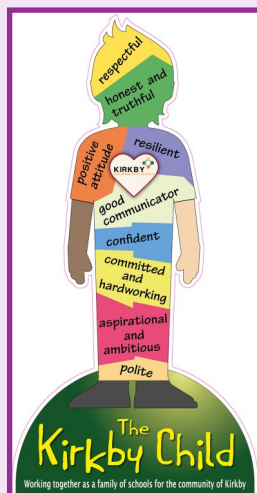 respectful
honest and
truthful
positive
attitude
resilient
KIRKBY
good
communicator
confident
committed
and
hardworking
aspirational
and
ambitious
polite
The
Kirkby Child
Working together as a family of schools for the community of Kirkby